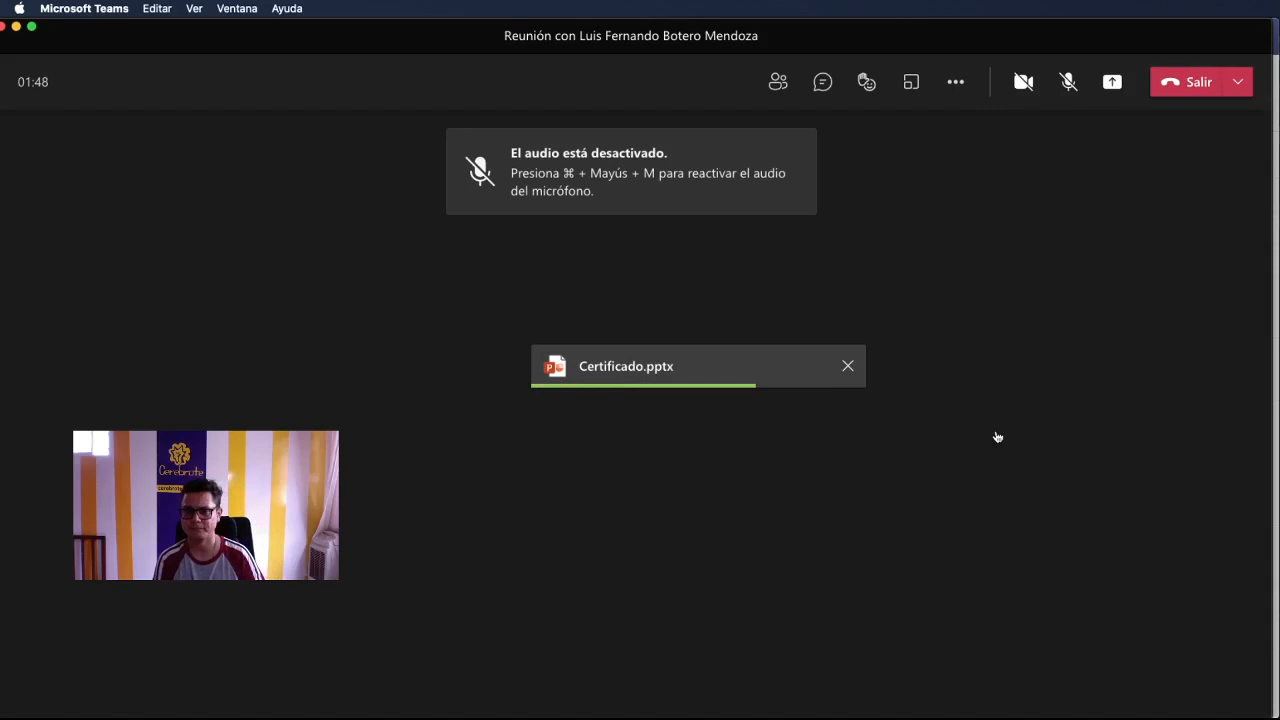 Microsoft Teams Editar Ver Ventana Ayuda
Reunión con Luis Fernando Botero Mendoza
01:48
Salir
El audio está desactivado.
Presiona ⌘ + Mayús + M para reactivar el audio
del micrófono.
Certificado.pptx
Cerebrote